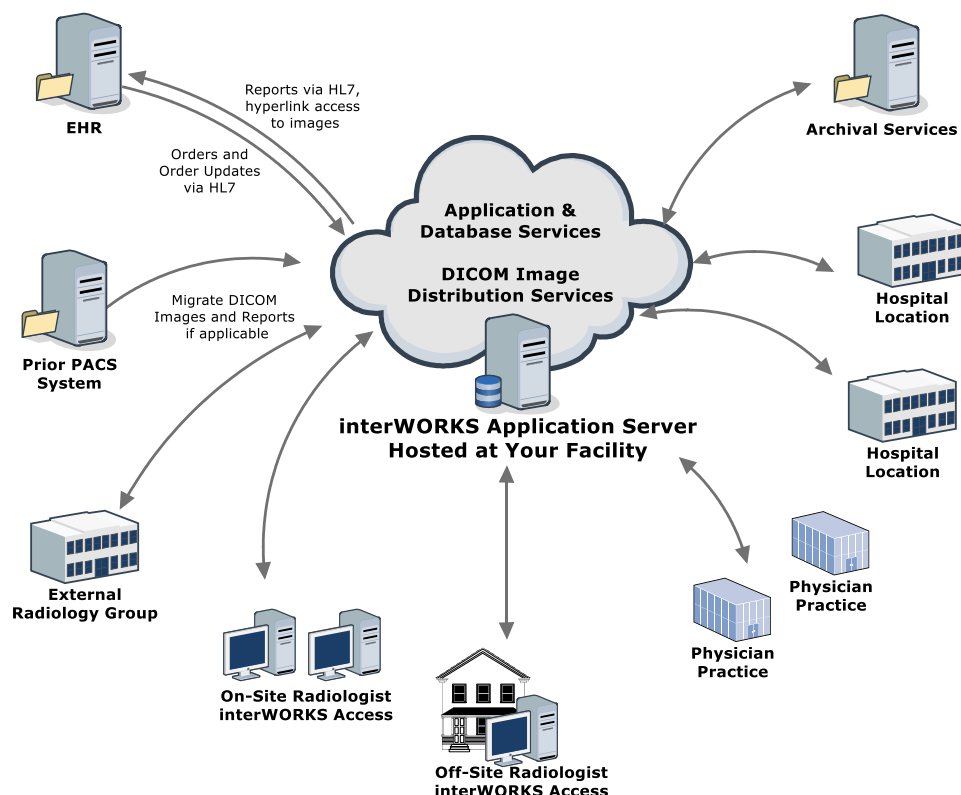 Reports via HL7,
hyperlink access
to images
EHR
Orders and
Order Updates
via HL7
Archival Services
Application &
Database Services
DICOM Image
Distribution Services
Hospital
Location
Migrate DICOM
Images and Reports
if applicable
Prior PACS
System
interWORKS Application Server
Hosted at Your Facility
Hospital
Location
External
Radiology Group
Physician
Practice
Physician
Practice
On-Site Radiologist
interWORKS Access
Off-Site Radiologist
interWORKS Access